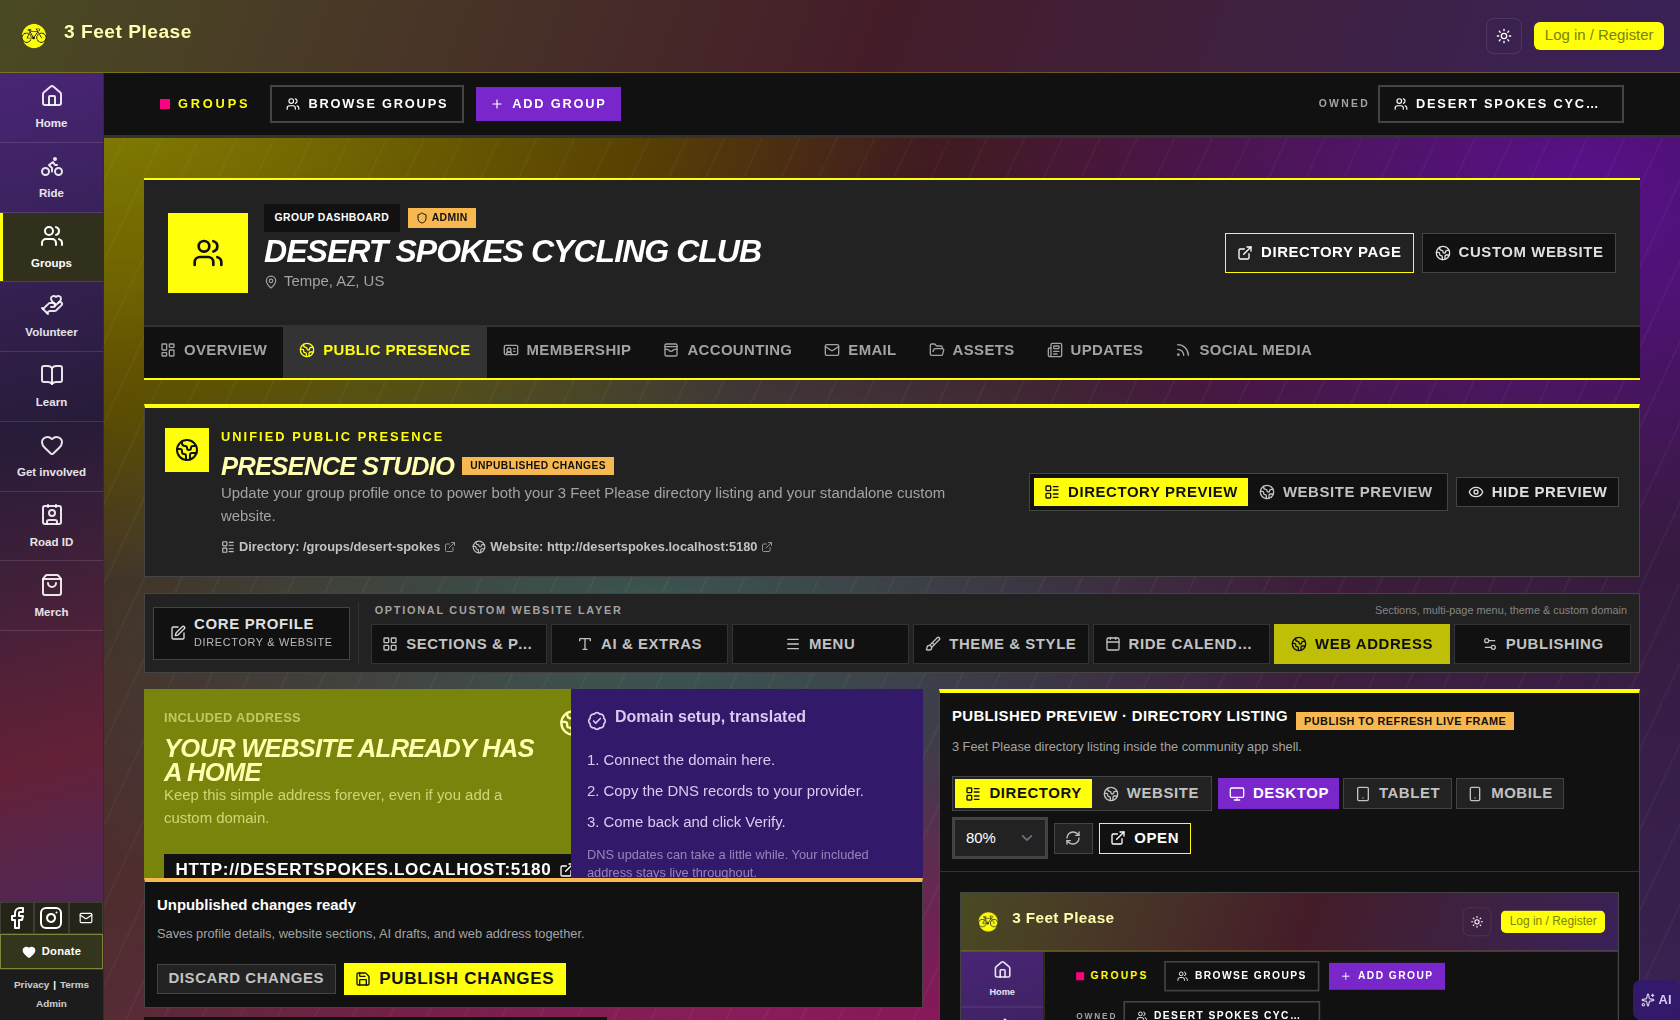 3 Feet Please
Log in / Register
GROUPS
BROWSE GROUPS
ADD GROUP
OWNED
DESERT SPOKES CYC…
Home
Ride
Groups
Volunteer
Learn
Get involved
Road ID
Merch
Donate
Privacy | Terms
Admin
GROUP DASHBOARD
ADMIN
DESERT SPOKES CYCLING CLUB
Tempe, AZ, US
DIRECTORY PAGE
CUSTOM WEBSITE
OVERVIEW
PUBLIC PRESENCE
MEMBERSHIP
ACCOUNTING
EMAIL
ASSETS
UPDATES
SOCIAL MEDIA
UNIFIED PUBLIC PRESENCE
PRESENCE STUDIO
UNPUBLISHED CHANGES
Update your group profile once to power both your 3 Feet Please directory listing and your standalone custom
website.
Directory: /groups/desert-spokes
Website: http://desertspokes.localhost:5180
DIRECTORY PREVIEW
WEBSITE PREVIEW
HIDE PREVIEW
CORE PROFILE
DIRECTORY & WEBSITE
OPTIONAL CUSTOM WEBSITE LAYER
Sections, multi-page menu, theme & custom domain
SECTIONS & P…
AI & EXTRAS
MENU
THEME & STYLE
RIDE CALEND…
WEB ADDRESS
PUBLISHING
INCLUDED ADDRESS
YOUR WEBSITE ALREADY HAS
A HOME
Keep this simple address forever, even if you add a
custom domain.
HTTP://DESERTSPOKES.LOCALHOST:5180
Domain setup, translated
1. Connect the domain here.
2. Copy the DNS records to your provider.
3. Come back and click Verify.
DNS updates can take a little while. Your included
address stays live throughout.
Unpublished changes ready
Saves profile details, website sections, AI drafts, and web address together.
DISCARD CHANGES
PUBLISH CHANGES
PUBLISHED PREVIEW · DIRECTORY LISTING
PUBLISH TO REFRESH LIVE FRAME
3 Feet Please directory listing inside the community app shell.
DIRECTORY
WEBSITE
DESKTOP
TABLET
MOBILE
80%
OPEN
3 Feet Please
Log in / Register
Home
GROUPS
BROWSE GROUPS
ADD GROUP
OWNED
DESERT SPOKES CYC…
AI